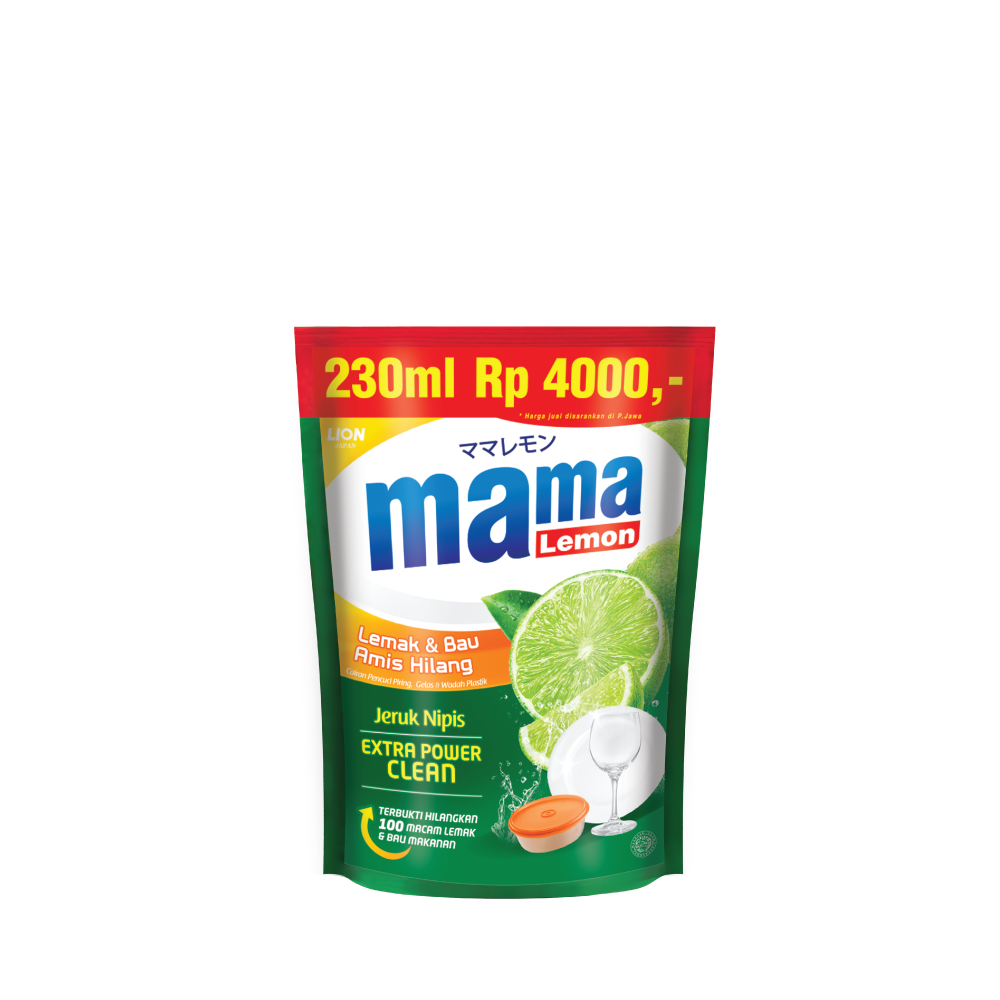 230ml Rp 4000,-
* Harga jual disarankan di P.Jawa
LION
ママレモン
mama
Lemon
Lemak & Bau
Amis Hilang
Cairan Pencuci Piring, Gelas & Wadah Plastik
Jeruk Nipis
EXTRA POWER
CLEAN
TERBUKTI HILANGKAN
100 MACAM LEMAK
& BAU MAKANAN